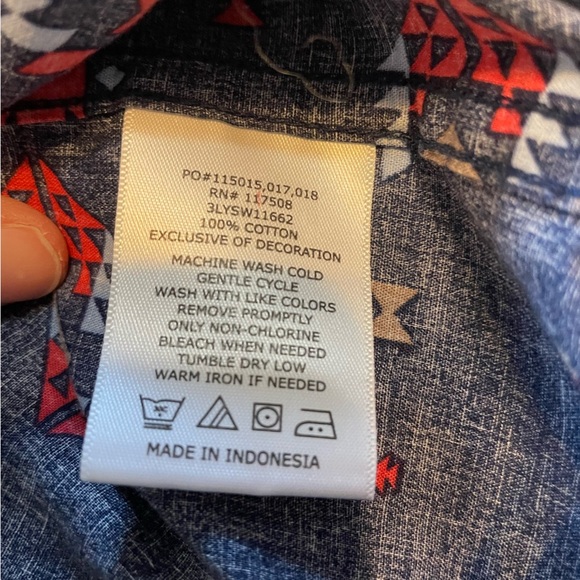 PO#115015,017,018
RN# 117508
3LYSW11662
100% COTTON
EXCLUSIVE OF DECORATION
MACHINE WASH COLD
GENTLE CYCLE
WASH WITH LIKE COLORS
REMOVE PROMPTLY
ONLY NON-CHLORINE
BLEACH WHEN NEEDED
TUMBLE DRY LOW
WARM IRON IF NEEDED
MADE IN INDONESIA